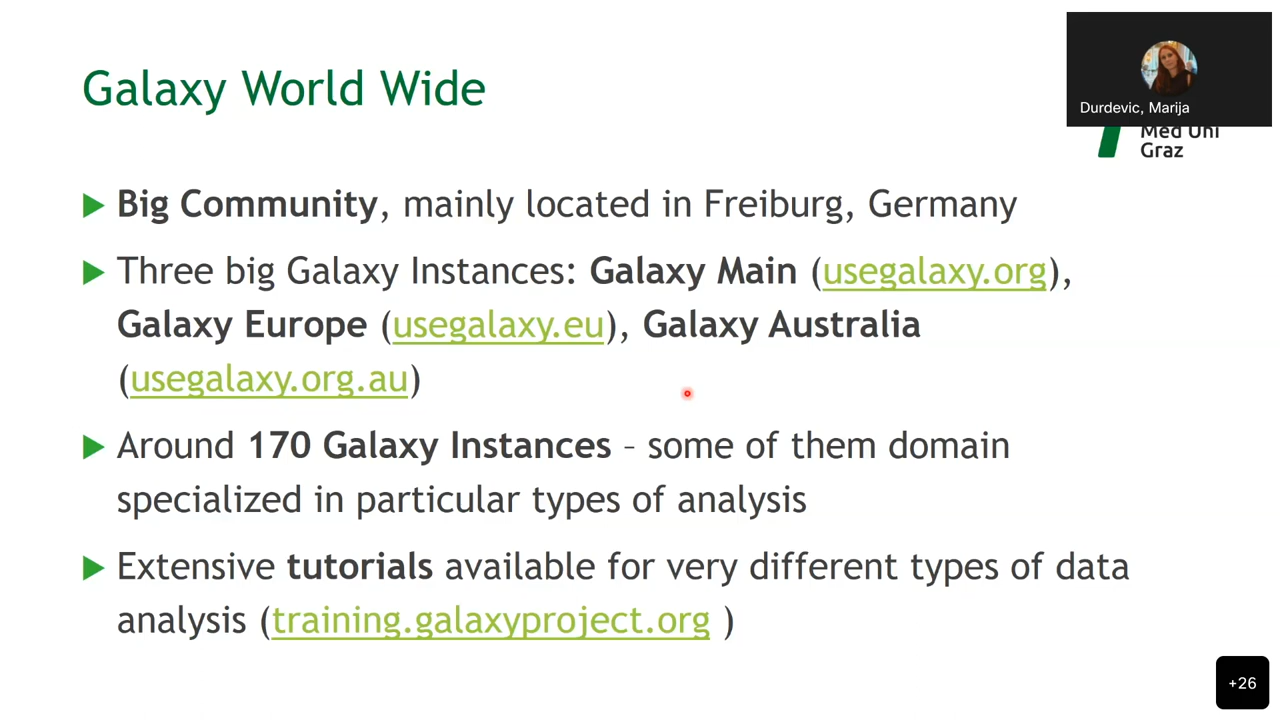 Galaxy World Wide
Durdevic, Marija
Med Uni
Graz
Big Community, mainly located in Freiburg, Germany
Three big Galaxy Instances: Galaxy Main (usegalaxy.org),
Galaxy Europe (usegalaxy.eu), Galaxy Australia
(usegalaxy.org.au)
Around 170 Galaxy Instances – some of them domain
specialized in particular types of analysis
Extensive tutorials available for very different types of data
analysis (training.galaxyproject.org )
+26